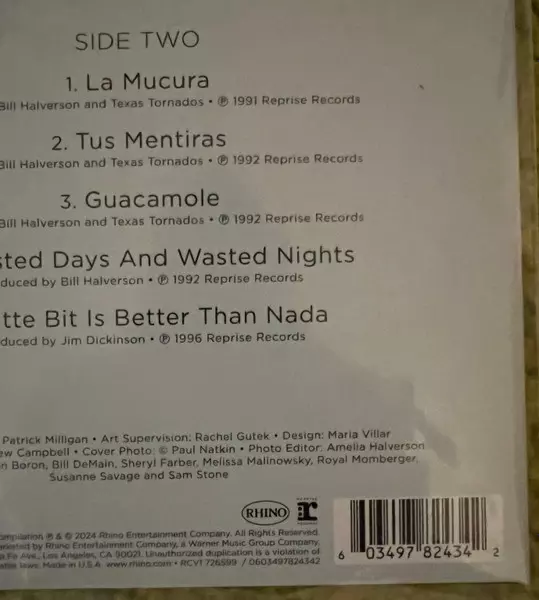 SIDE TWO
1. La Mucura
Bill Halverson and Texas Tornados • ℗ 1991 Reprise Records
2. Tus Mentiras
Bill Halverson and Texas Tornados • ℗ 1992 Reprise Records
3. Guacamole
Bill Halverson and Texas Tornados • ℗ 1992 Reprise Records
sted Days And Wasted Nights
duced by Bill Halverson • ℗ 1992 Reprise Records
tte Bit Is Better Than Nada
duced by Jim Dickinson • ℗ 1996 Reprise Records
Patrick Milligan • Art Supervision: Rachel Gutek • Design: Maria Villar
ew Campbell • Cover Photo: © Paul Natkin • Photo Editor: Amelia Halverson
n Boron, Bill DeMain, Sheryl Farber, Melissa Malinowsky, Royal Momberger,
Susanne Savage and Sam Stone
RHINO
ompilation ℗ & © 2024 Rhino Entertainment Company. All Rights Reserved.
by Rhino Entertainment Company, a Warner Music Group Company.
Fe Ave., Los Angeles, CA 90021. Unauthorized duplication is a violation of
laws. Made in U.S.A. www.rhino.com • RCV1 726599 / 0603497824342
6 03497 82434 2